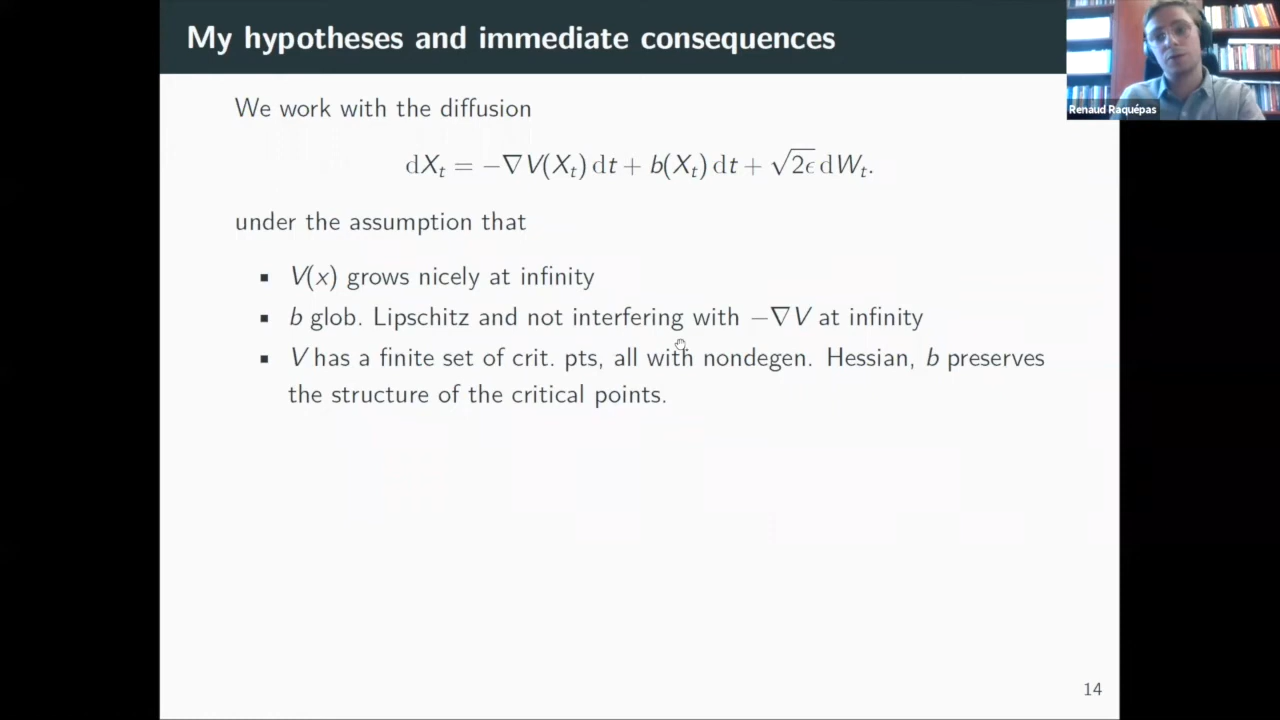 My hypotheses and immediate consequences
Renaud Raquépas
We work with the diffusion
dX_t = −∇V(X_t) dt + b(X_t) dt + √2ϵ dW_t.
under the assumption that
▪ V(x) grows nicely at infinity
▪ b glob. Lipschitz and not interfering with −∇V at infinity
▪ V has a finite set of crit. pts, all with nondegen. Hessian, b preserves
the structure of the critical points.
14